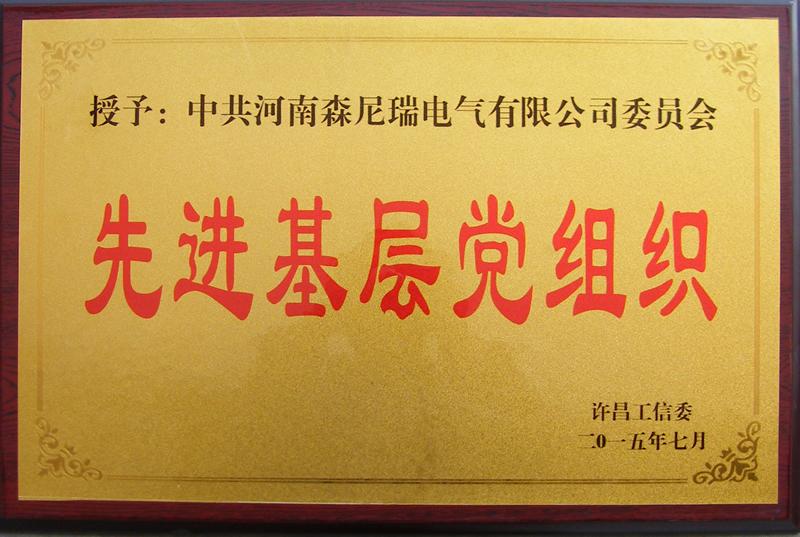 授予：中共河南森尼瑞电气有限公司委员会
先进基层党组织
许昌工信委
二0一五年七月